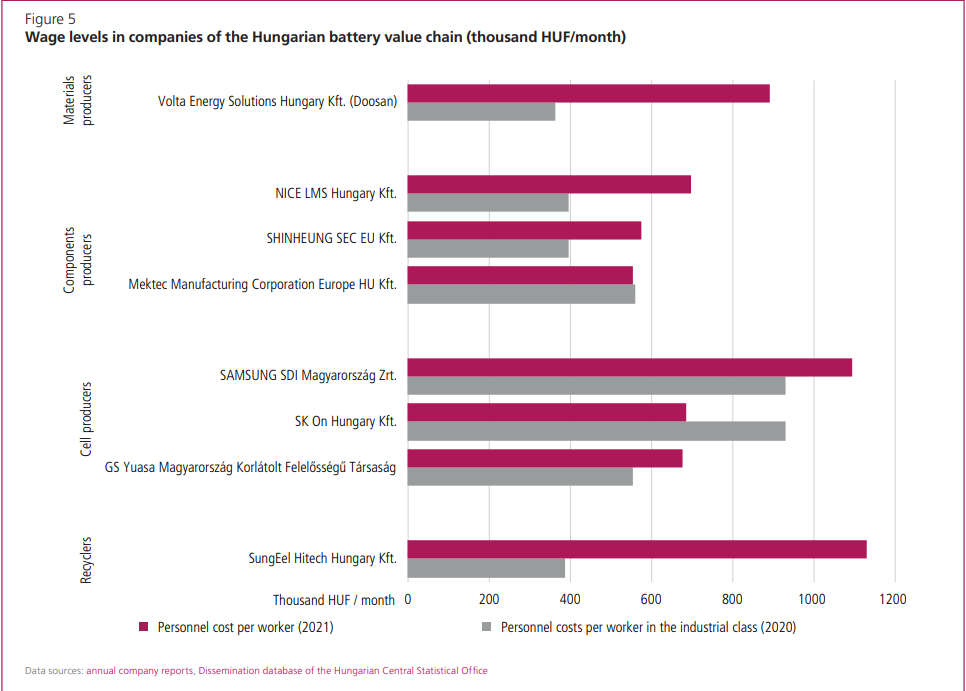 Figure 5
Wage levels in companies of the Hungarian battery value chain (thousand HUF/month)
Materials
producers
Volta Energy Solutions Hungary Kft. (Doosan)
Components
producers
NICE LMS Hungary Kft.
SHINHEUNG SEC EU Kft.
Mektec Manufacturing Corporation Europe HU Kft.
Cell producers
SAMSUNG SDI Magyarország Zrt.
SK On Hungary Kft.
GS Yuasa Magyarország Korlátolt Felelősségű Társaság
Recyclers
SungEel Hitech Hungary Kft.
Thousand HUF / month 0 200 400 600 800 1000 1200
Personnel cost per worker (2021) Personnel costs per worker in the industrial class (2020)
Data sources: annual company reports, Dissemination database of the Hungarian Central Statistical Office